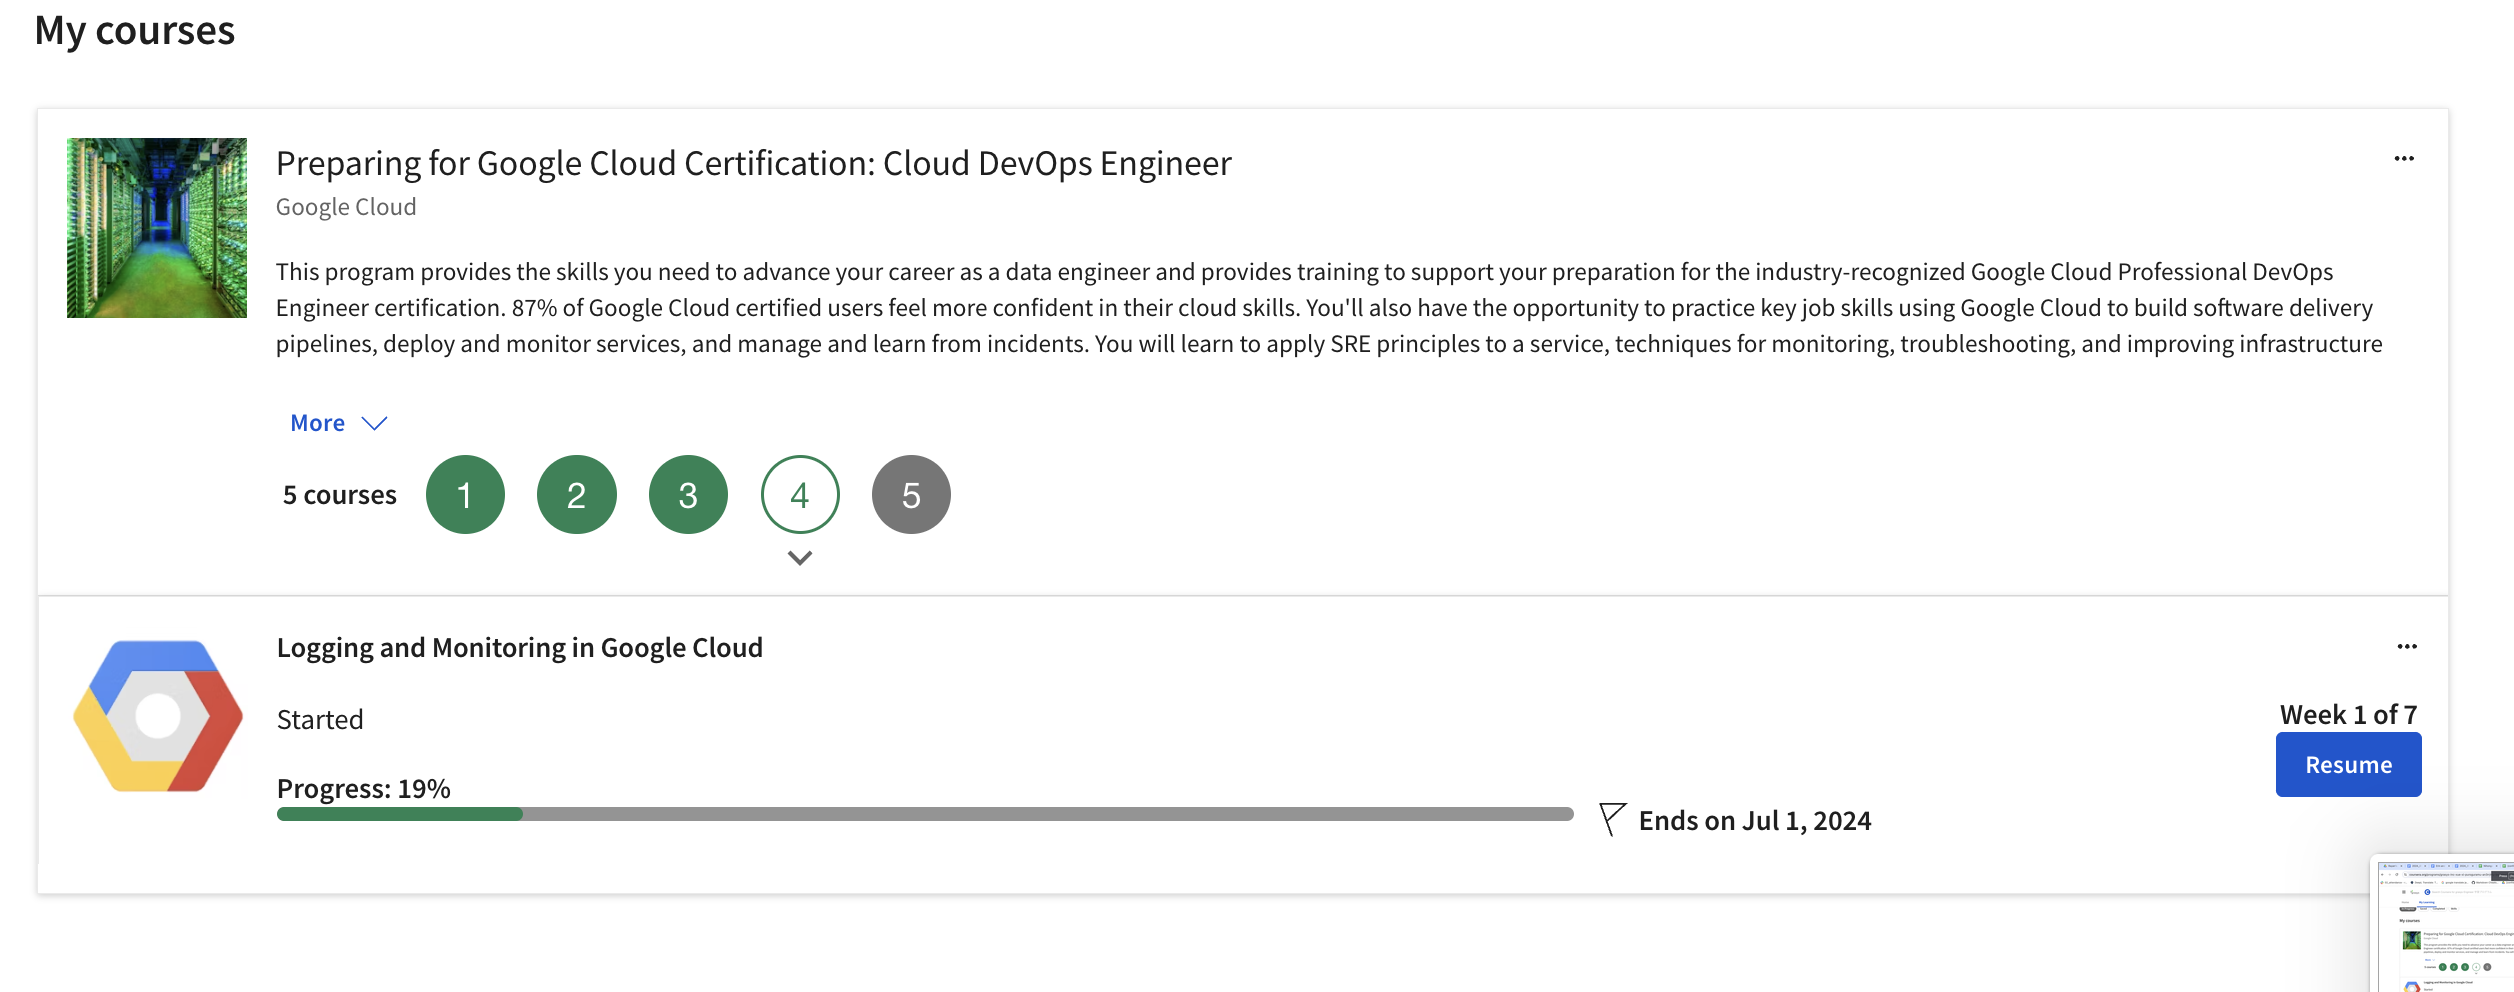 My courses
Preparing for Google Cloud Certification: Cloud DevOps Engineer
Google Cloud
This program provides the skills you need to advance your career as a data engineer and provides training to support your preparation for the industry-recognized Google Cloud Professional DevOps
Engineer certification. 87% of Google Cloud certified users feel more confident in their cloud skills. You'll also have the opportunity to practice key job skills using Google Cloud to build software delivery
pipelines, deploy and monitor services, and manage and learn from incidents. You will learn to apply SRE principles to a service, techniques for monitoring, troubleshooting, and improving infrastructure
More
5 courses 1 2 3 4 5
Logging and Monitoring in Google Cloud
Started
Week 1 of 7
Resume
Progress: 19%
Ends on Jul 1, 2024
My courses